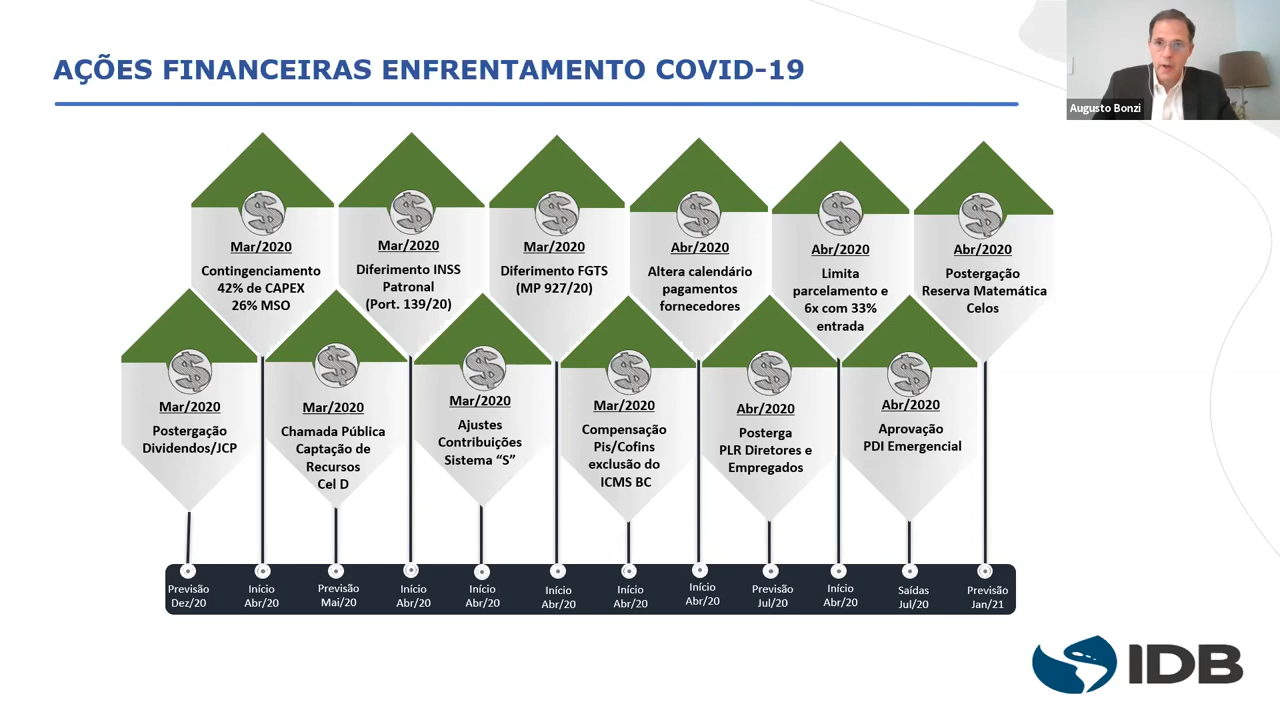 AÇÕES FINANCEIRAS ENFRENTAMENTO COVID-19
Augusto Bonzi
Mar/2020
Contingenciamento
42% de CAPEX
26% MSO
Mar/2020
Diferimento INSS
Patronal
(Port. 139/20)
Mar/2020
Diferimento FGTS
(MP 927/20)
Abr/2020
Altera calendário
pagamentos
fornecedores
Abr/2020
Limita
parcelamento e
6x com 33%
entrada
Abr/2020
Postergação
Reserva Matemática
Celos
Mar/2020
Postergação
Dividendos/JCP
Mar/2020
Chamada Pública
Captação de
Recursos
Cel D
Mar/2020
Ajustes
Contribuições
Sistema “S”
Mar/2020
Compensação
Pis/Cofins
exclusão do
ICMS BC
Abr/2020
Posterga
PLR Diretores e
Empregados
Abr/2020
Aprovação
PDI Emergencial
Previsão
Dez/20
Início
Abr/20
Previsão
Mai/20
Início
Abr/20
Início
Abr/20
Início
Abr/20
Início
Abr/20
Início
Abr/20
Previsão
Jul/20
Início
Abr/20
Saídas
Jul/20
Previsão
Jan/21
IDB